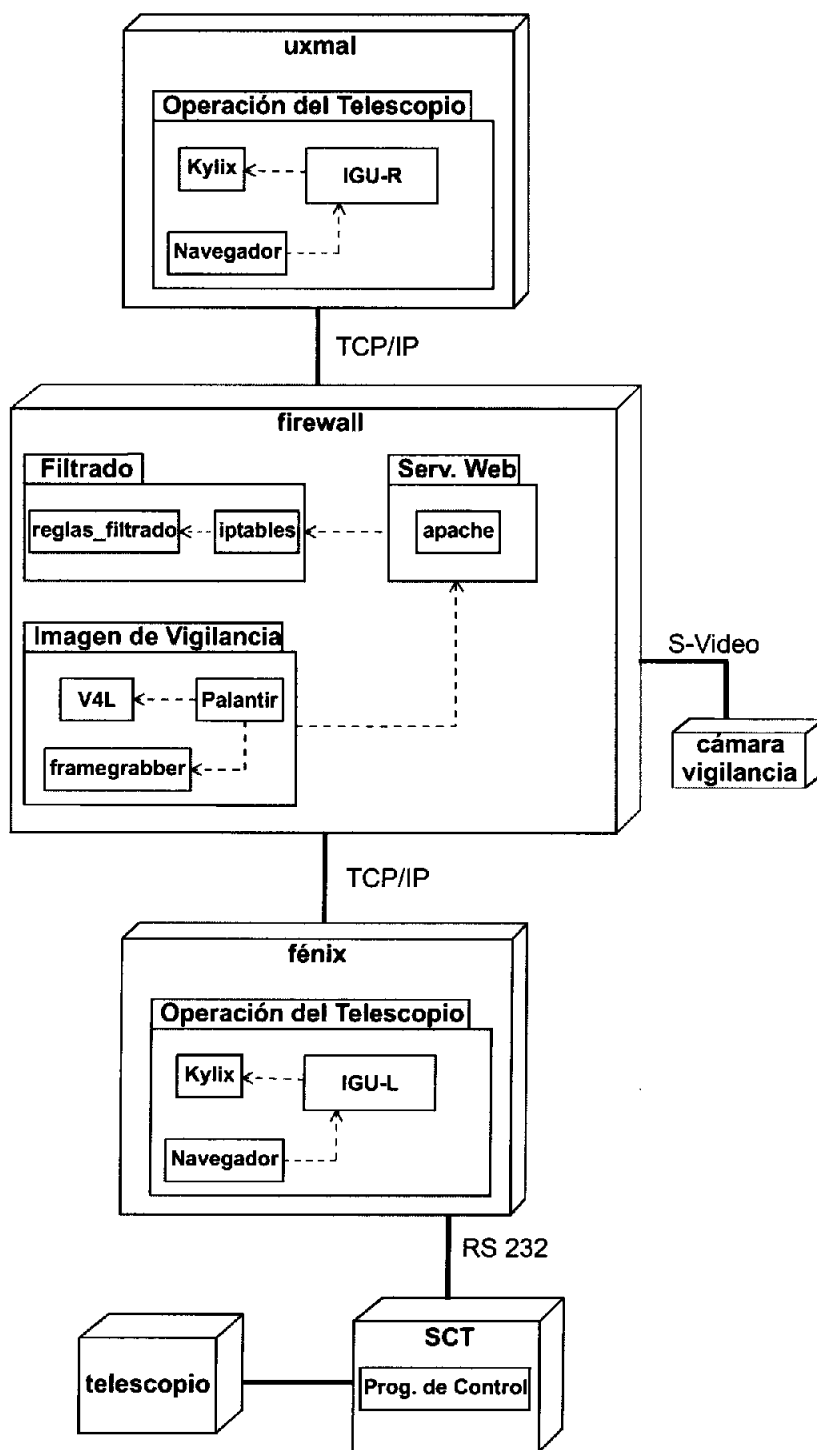 uxmal
Operación del Telescopio
Kylix
IGU-R
Navegador
TCP/IP
firewall
Filtrado
Serv. Web
reglas_filtrado
iptables
apache
Imagen de Vigilancia
V4L
Palantir
framegrabber
S-Video
cámara
vigilancia
TCP/IP
fénix
Operación del Telescopio
Kylix
IGU-L
Navegador
RS 232
SCT
telescopio
Prog. de Control